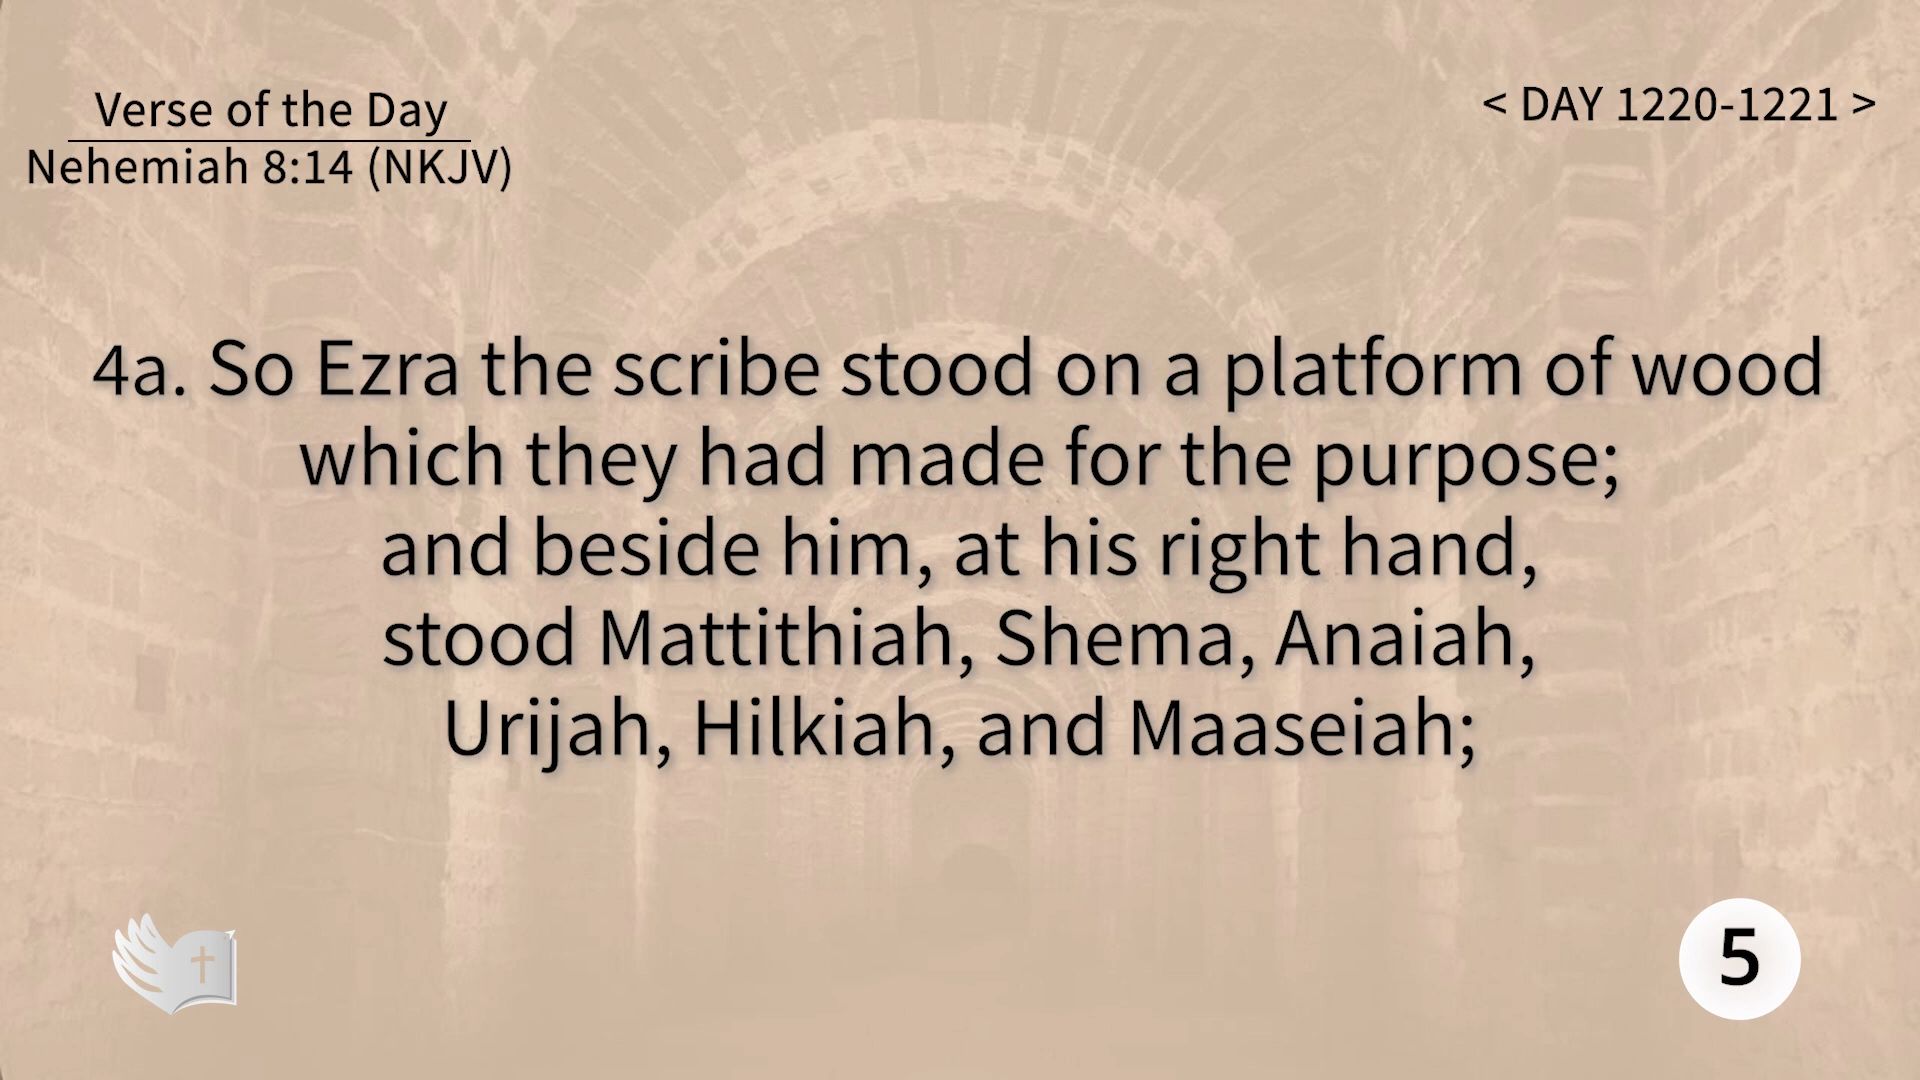 Verse of the Day
Nehemiah 8:14 (NKJV)
< DAY 1220-1221 >
4a. So Ezra the scribe stood on a platform of wood
which they had made for the purpose;
and beside him, at his right hand,
stood Mattithiah, Shema, Anaiah,
Urijah, Hilkiah, and Maaseiah;
5